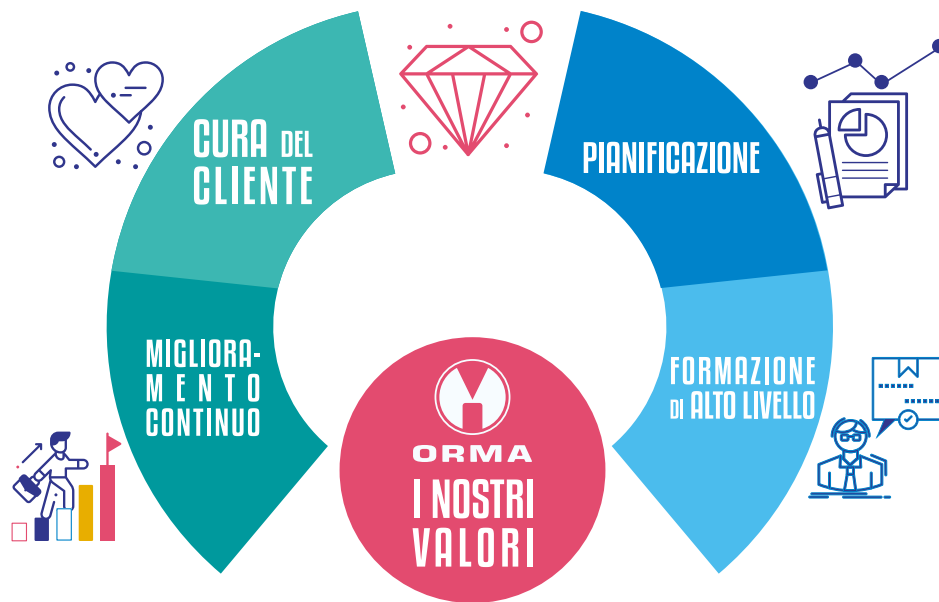 CURA DEL
CLIENTE
PIANIFICAZIONE
MIGLIORA-
MENTO
CONTINUO
FORMAZIONE
DI ALTO LIVELLO
ORMA
I NOSTRI
VALORI